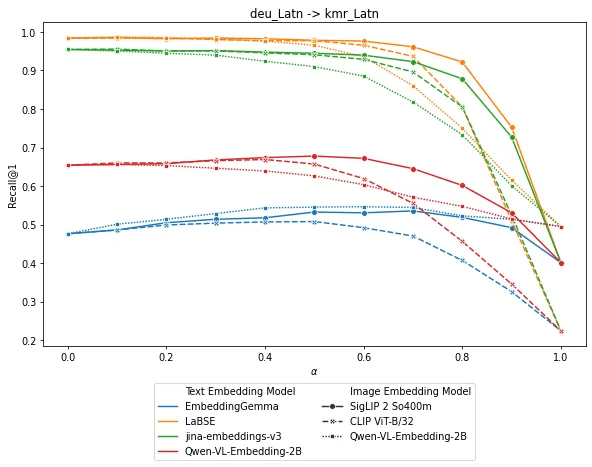 deu_Latn -> kmr_Latn
Recall@1
1.0
0.9
0.8
0.7
0.6
0.5
0.4
0.3
0.2
0.0 0.2 0.4 0.6 0.8 1.0
α
Text Embedding Model Image Embedding Model
EmbeddingGemma SigLIP 2 So400m
LaBSE CLIP ViT-B/32
jina-embeddings-v3 Qwen-VL-Embedding-2B
Qwen-VL-Embedding-2B